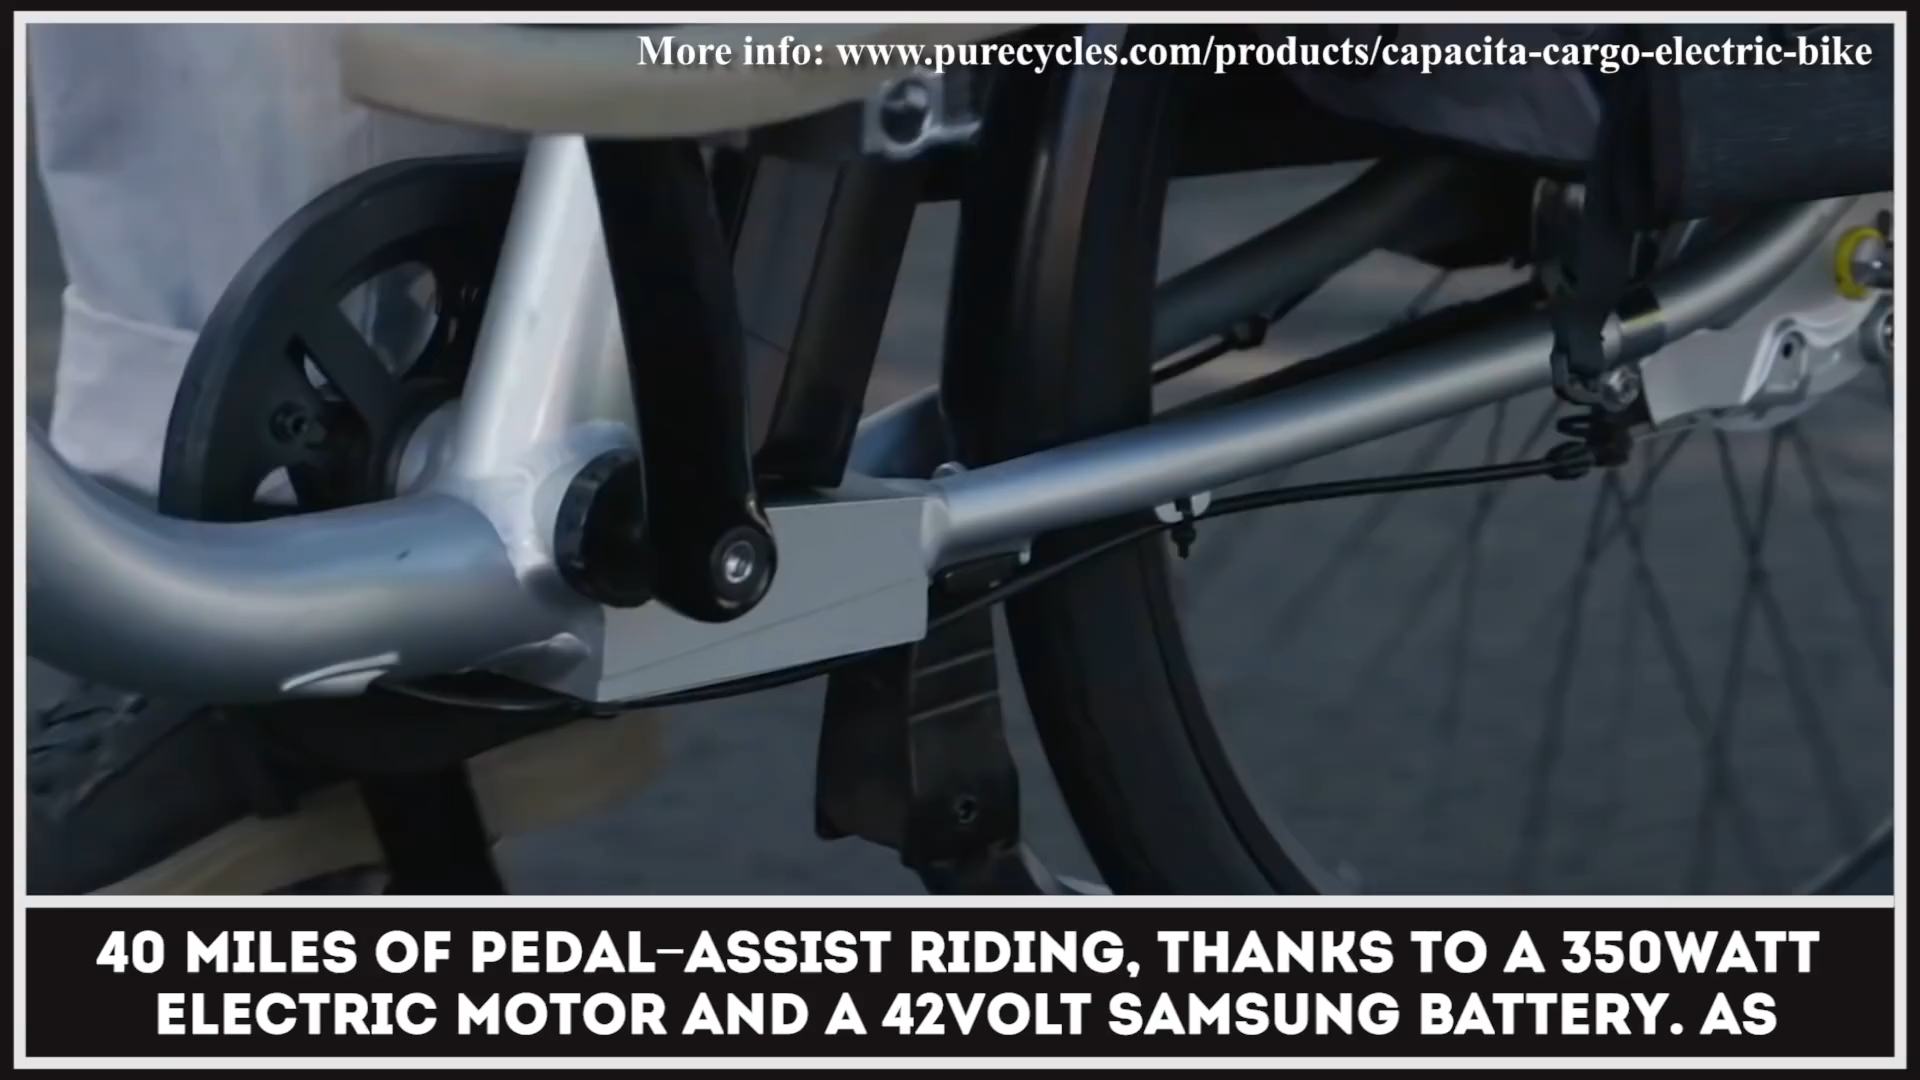 More info: www.purecycles.com/products/capacita-cargo-electric-bike
40 MILES OF PEDAL-ASSIST RIDING, THANKS TO A 350WATT
ELECTRIC MOTOR AND A 42VOLT SAMSUNG BATTERY. AS